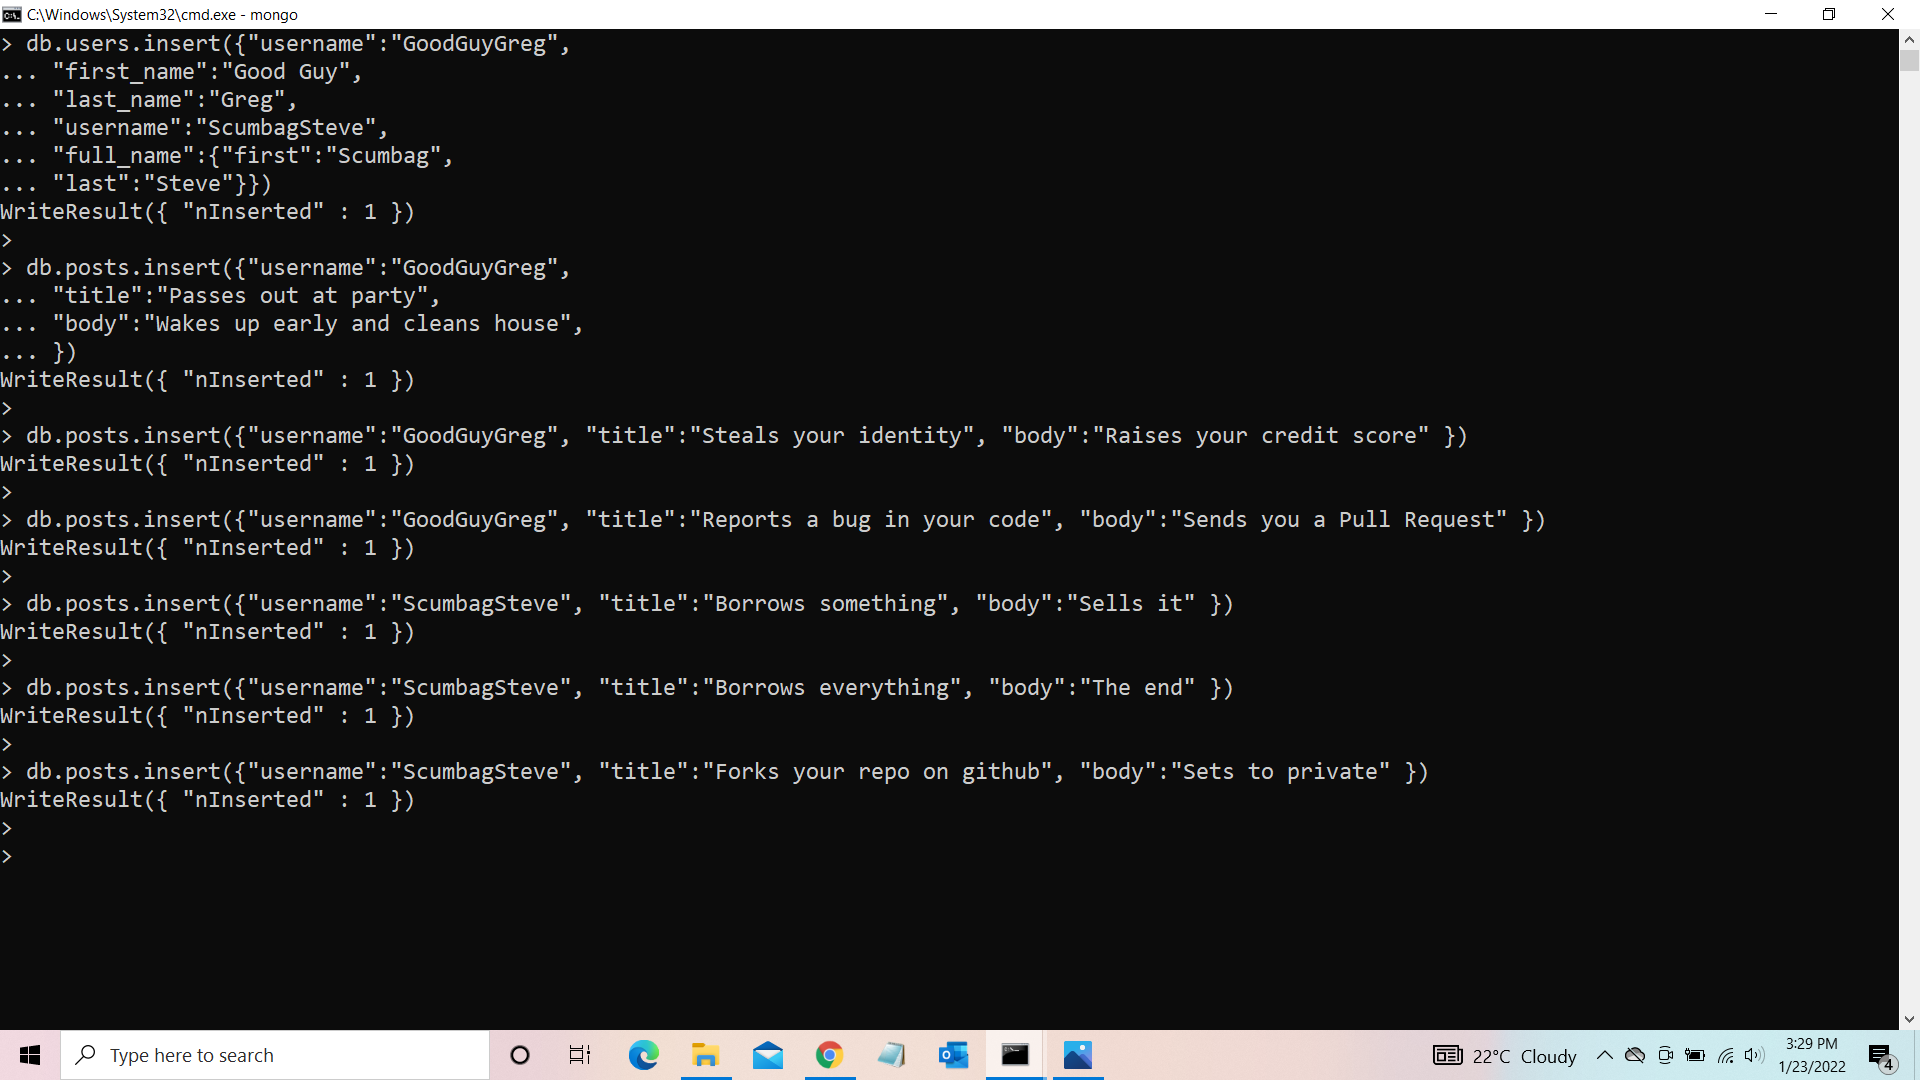 C:\Windows\System32\cmd.exe - mongo
> db.users.insert({"username":"GoodGuyGreg",
... "first_name":"Good Guy",
... "last_name":"Greg",
... "username":"ScumbagSteve",
... "full_name":{"first":"Scumbag",
... "last":"Steve"}})
WriteResult({ "nInserted" : 1 })
>
> db.posts.insert({"username":"GoodGuyGreg",
... "title":"Passes out at party",
... "body":"Wakes up early and cleans house",
... })
WriteResult({ "nInserted" : 1 })
>
> db.posts.insert({"username":"GoodGuyGreg", "title":"Steals your identity", "body":"Raises your credit score" })
WriteResult({ "nInserted" : 1 })
>
> db.posts.insert({"username":"GoodGuyGreg", "title":"Reports a bug in your code", "body":"Sends you a Pull Request" })
WriteResult({ "nInserted" : 1 })
>
> db.posts.insert({"username":"ScumbagSteve", "title":"Borrows something", "body":"Sells it" })
WriteResult({ "nInserted" : 1 })
>
> db.posts.insert({"username":"ScumbagSteve", "title":"Borrows everything", "body":"The end" })
WriteResult({ "nInserted" : 1 })
>
> db.posts.insert({"username":"ScumbagSteve", "title":"Forks your repo on github", "body":"Sets to private" })
WriteResult({ "nInserted" : 1 })
>
>
Type here to search
22°C Cloudy
3:29 PM
1/23/2022
4